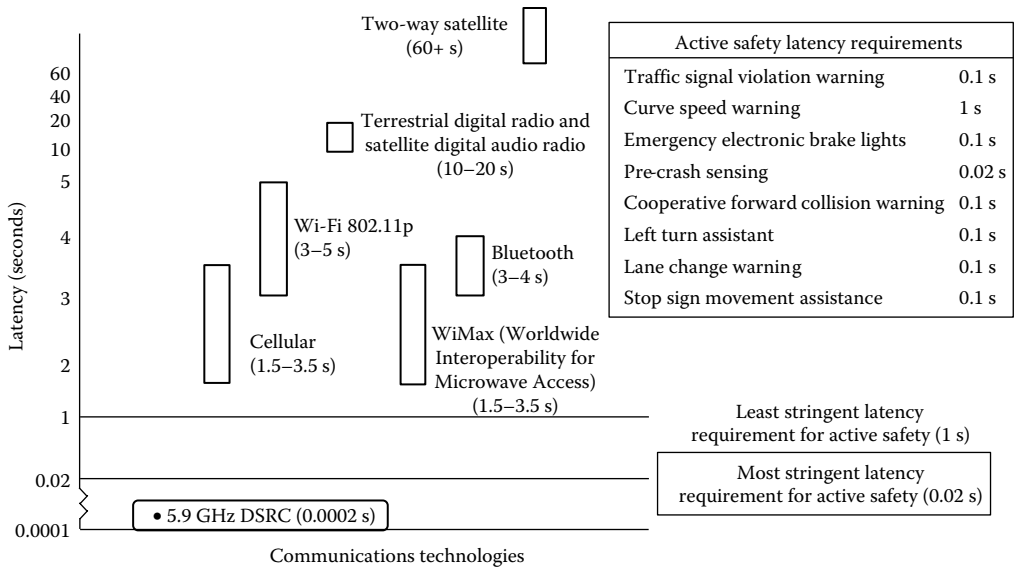 Two-way satellite
(60+ s)
60
40
20
10
5
4
3
2
1
0.02
0.0001
Latency (seconds)
Terrestrial digital radio and
satellite digital audio radio
(10–20 s)
Wi-Fi 802.11p
(3–5 s)
Bluetooth
(3–4 s)
Cellular
(1.5–3.5 s)
WiMax (Worldwide
Interoperability for
Microwave Access)
(1.5–3.5 s)
• 5.9 GHz DSRC (0.0002 s)
Communications technologies
Active safety latency requirements
Traffic signal violation warning 0.1 s
Curve speed warning 1 s
Emergency electronic brake lights 0.1 s
Pre-crash sensing 0.02 s
Cooperative forward collision warning 0.1 s
Left turn assistant 0.1 s
Lane change warning 0.1 s
Stop sign movement assistance 0.1 s
Least stringent latency
requirement for active safety (1 s)
Most stringent latency
requirement for active safety (0.02 s)